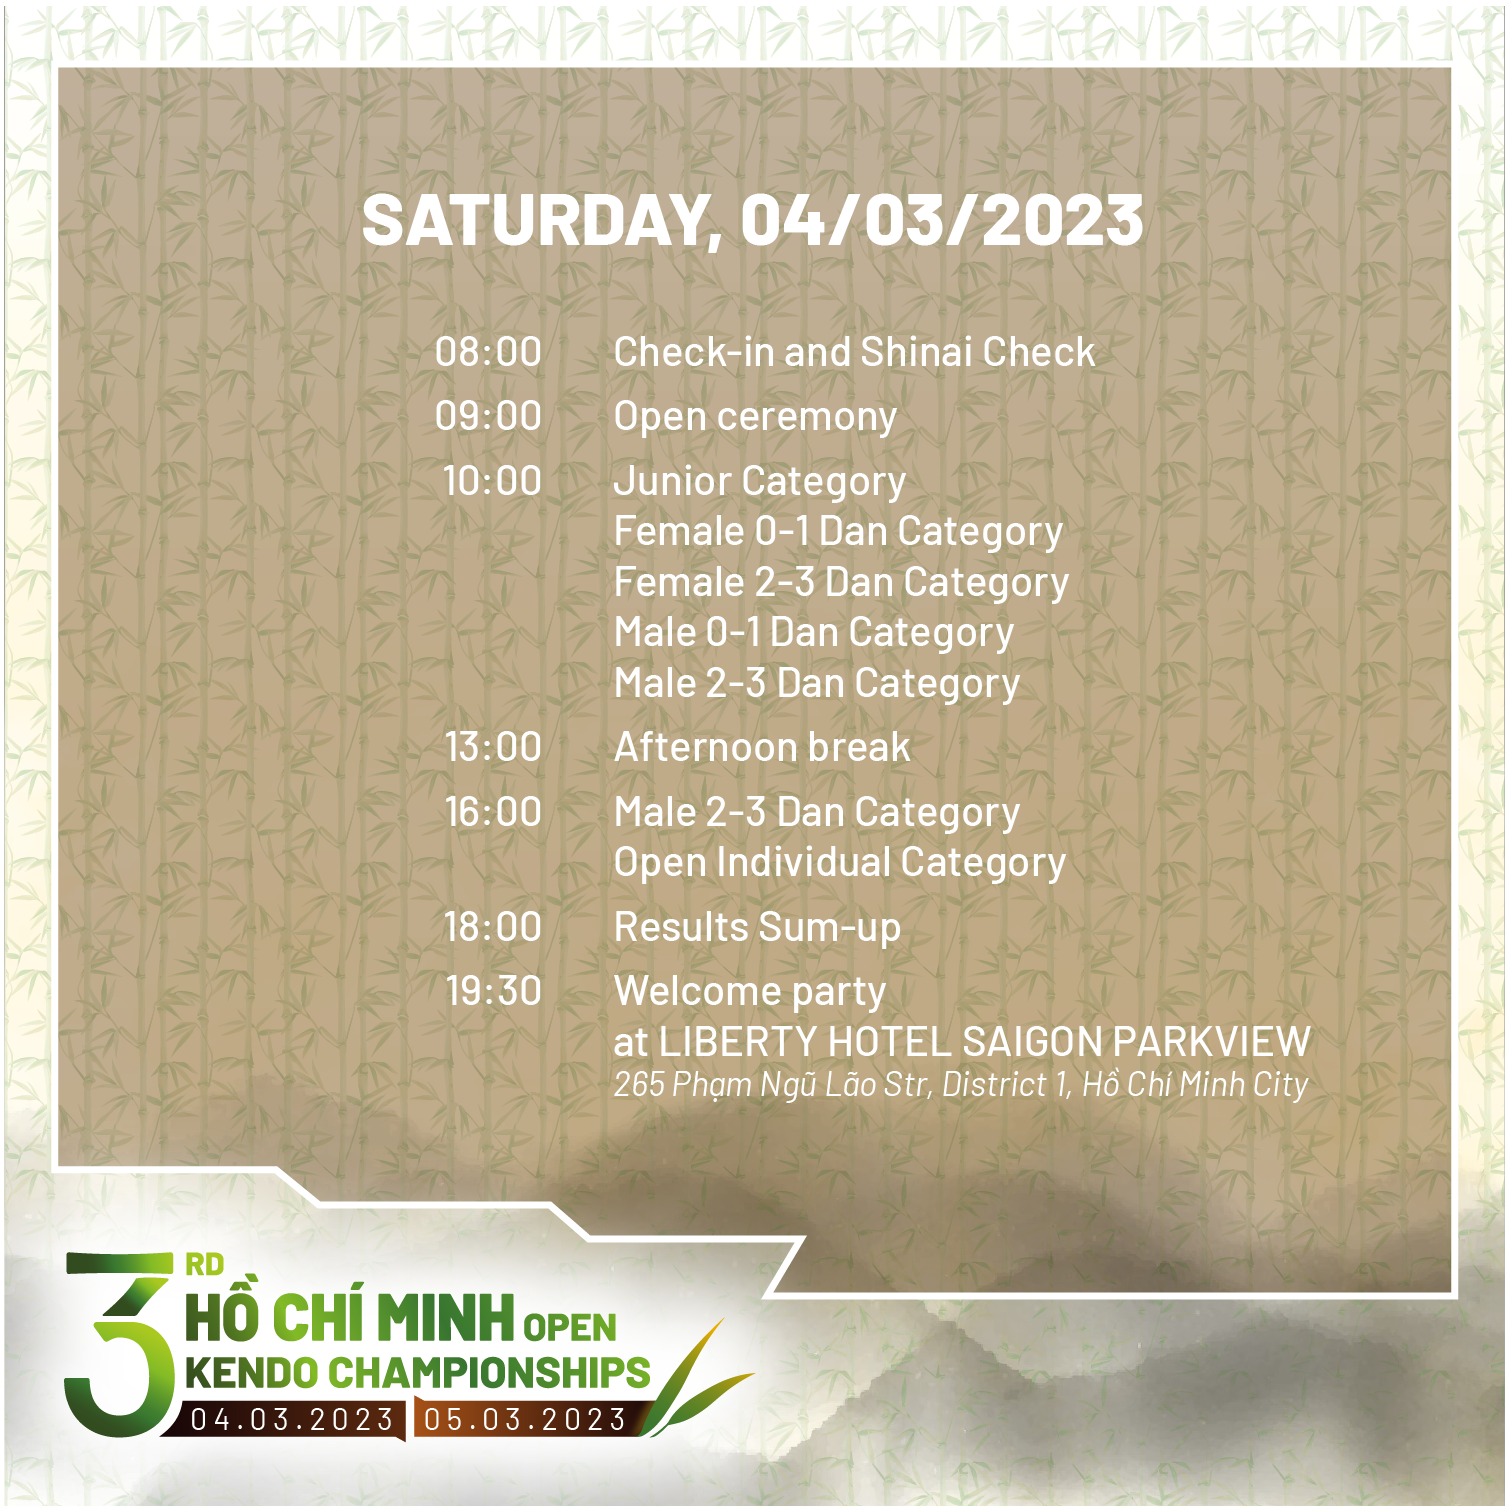 SATURDAY, 04/03/2023
08:00 Check-in and Shinai Check
09:00 Open ceremony
10:00 Junior Category
Female 0-1 Dan Category
Female 2-3 Dan Category
Male 0-1 Dan Category
Male 2-3 Dan Category
13:00 Afternoon break
16:00 Male 2-3 Dan Category
Open Individual Category
18:00 Results Sum-up
19:30 Welcome party
at LIBERTY HOTEL SAIGON PARKVIEW
265 Phạm Ngũ Lão Str, District 1, Hồ Chí Minh City
3RD
HỒ CHÍ MINH OPEN
KENDO CHAMPIONSHIPS
04.03.2023 05.03.2023